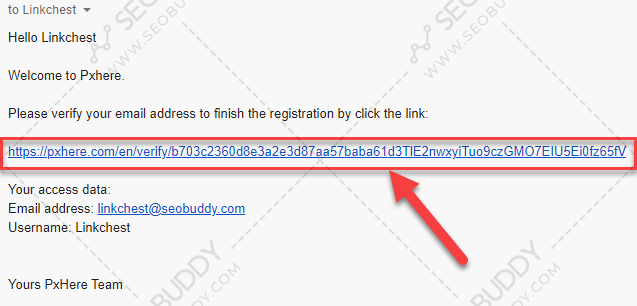 to Linkchest
Hello Linkchest
Welcome to Pxhere.
Please verify your email address to finish the registration by click the link:
https://pxhere.com/en/verify/b703c2360d8e3a2e3d87aa57baba61d3TlE2nwxyiTuo9czGMO7EIU5Ei0fz65fV
Your access data:
Email address: linkchest@seobuddy.com
Username: Linkchest
Yours PxHere Team
SEOBUDDY
SEOBUDDY.COM